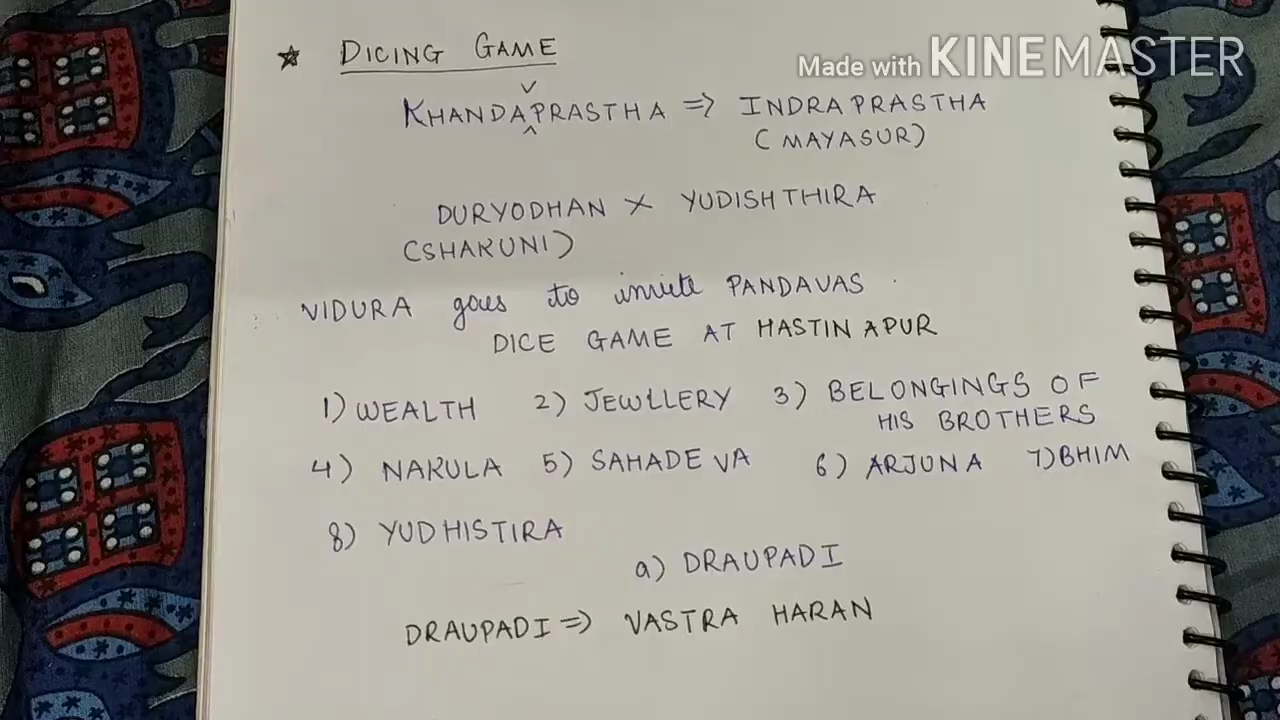 ☆ DICING GAME
Made with KINEMASTER
V
KHANDAPRASTHA => INDRAPRASTHA
^
(MAYASUR)
DURYODHAN X YUDISHTHIRA
(SHAKUNI)
VIDURA goes to invite PANDAVAS
DICE GAME AT HASTINAPUR
1) WEALTH 2) JEWLLERY 3) BELONGINGS OF
HIS BROTHERS
4) NAKULA 5) SAHADEVA 6) ARJUNA 7) BHIM
8) YUDHISTIRA
a) DRAUPADI
DRAUPADI => VASTRA HARAN